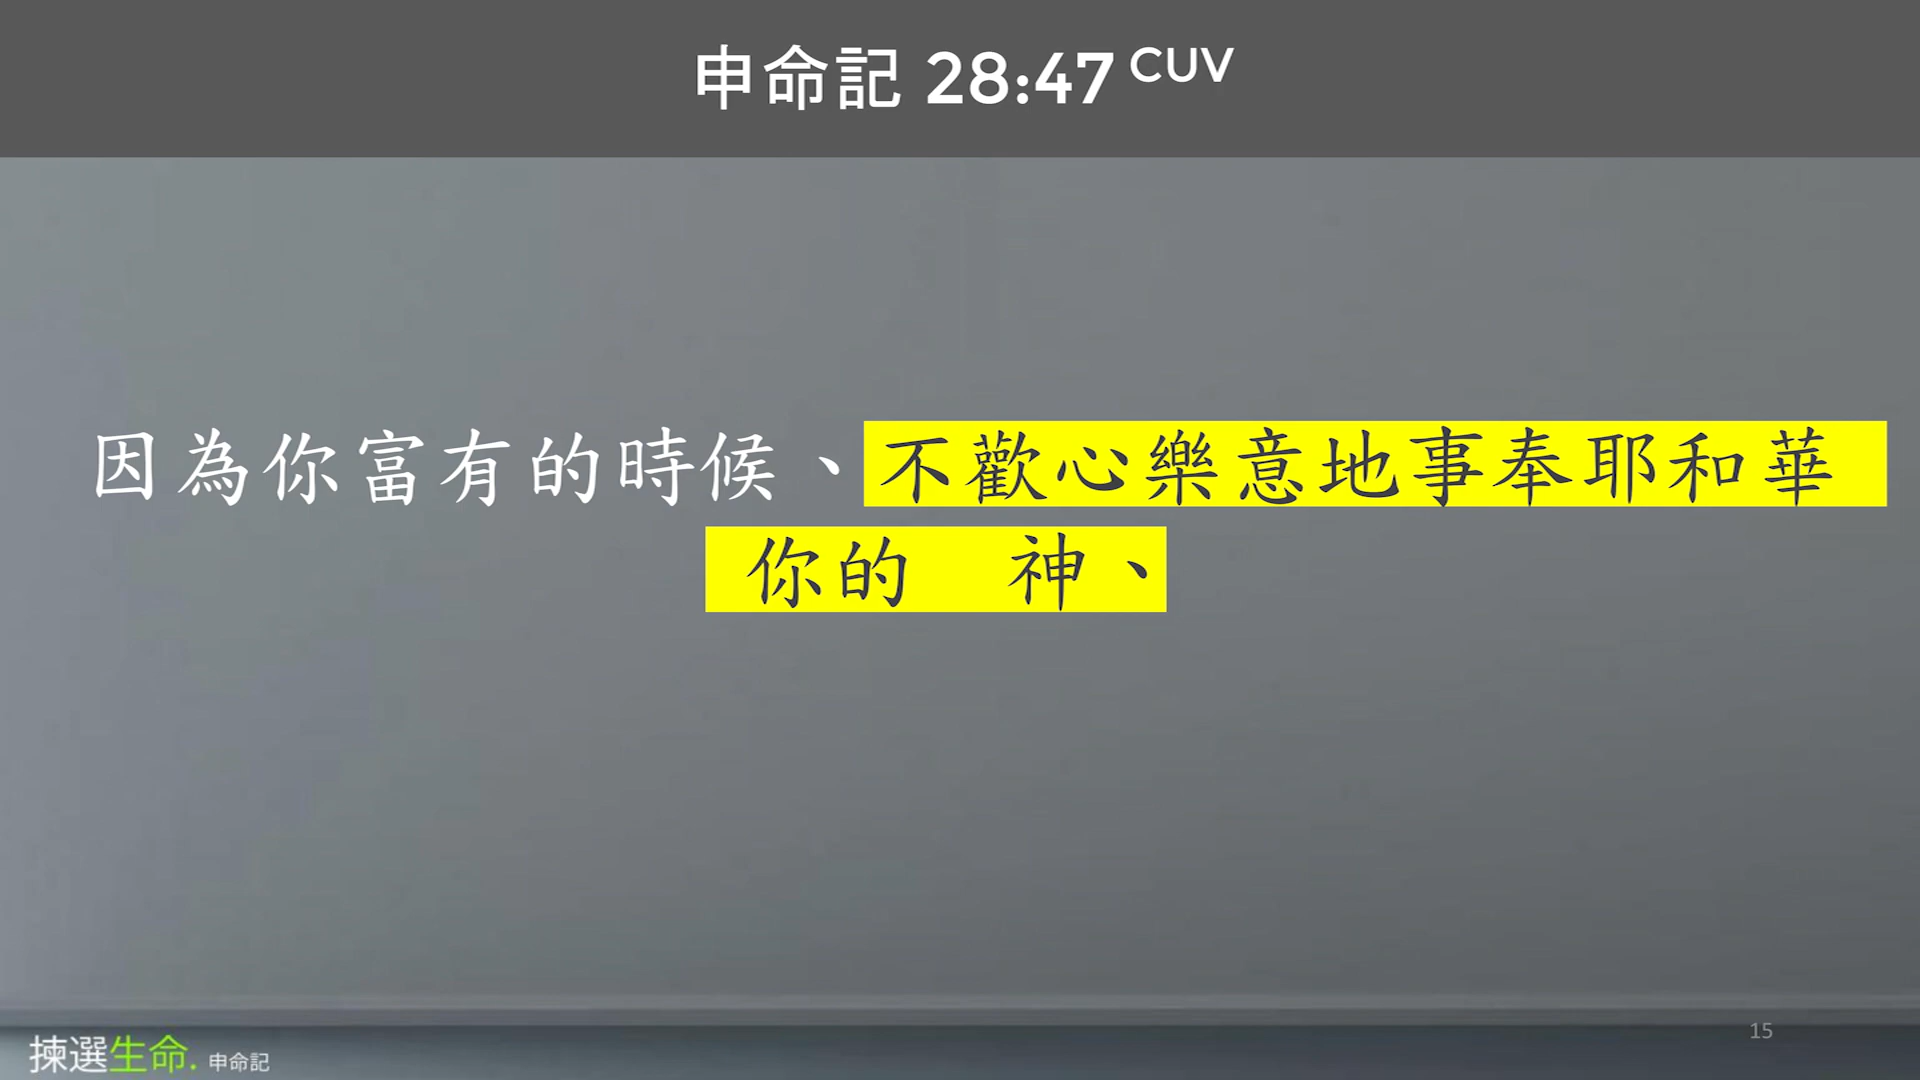 申命記 28:47 CUV
因為你富有的時候、不歡心樂意地事奉耶和華
你的　神、
15
揀選生命. 申命記